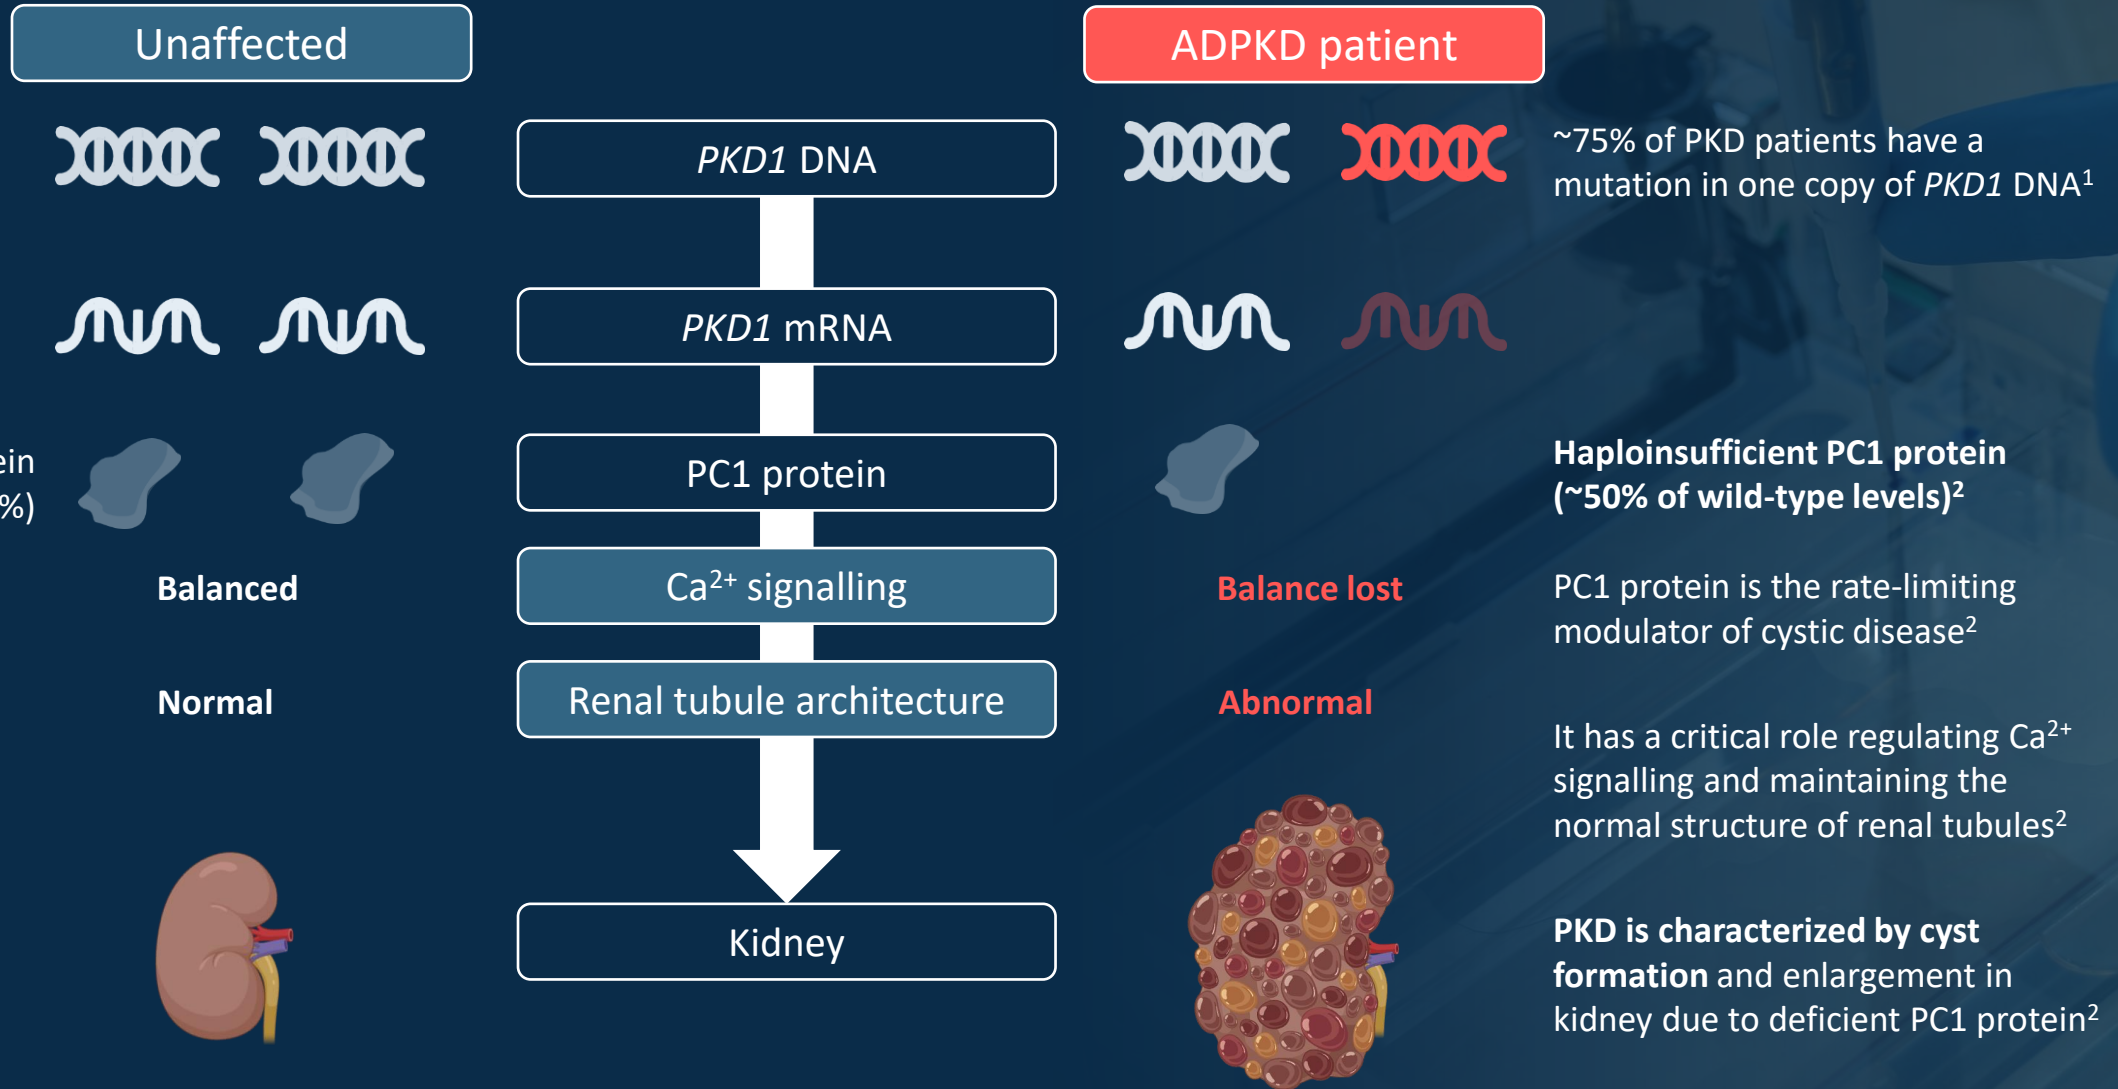 Unaffected
ADPKD patient
PKD1 DNA
~75% of PKD patients have a
mutation in one copy of PKD1 DNA¹
PKD1 mRNA
%)
PC1 protein
Haploinsufficient PC1 protein
(~50% of wild-type levels)²
Balanced
Ca²⁺ signalling
Balance lost
PC1 protein is the rate-limiting
modulator of cystic disease²
Normal
Renal tubule architecture
Abnormal
It has a critical role regulating Ca²⁺
signalling and maintaining the
normal structure of renal tubules²
Kidney
PKD is characterized by cyst
formation and enlargement in
kidney due to deficient PC1 protein²